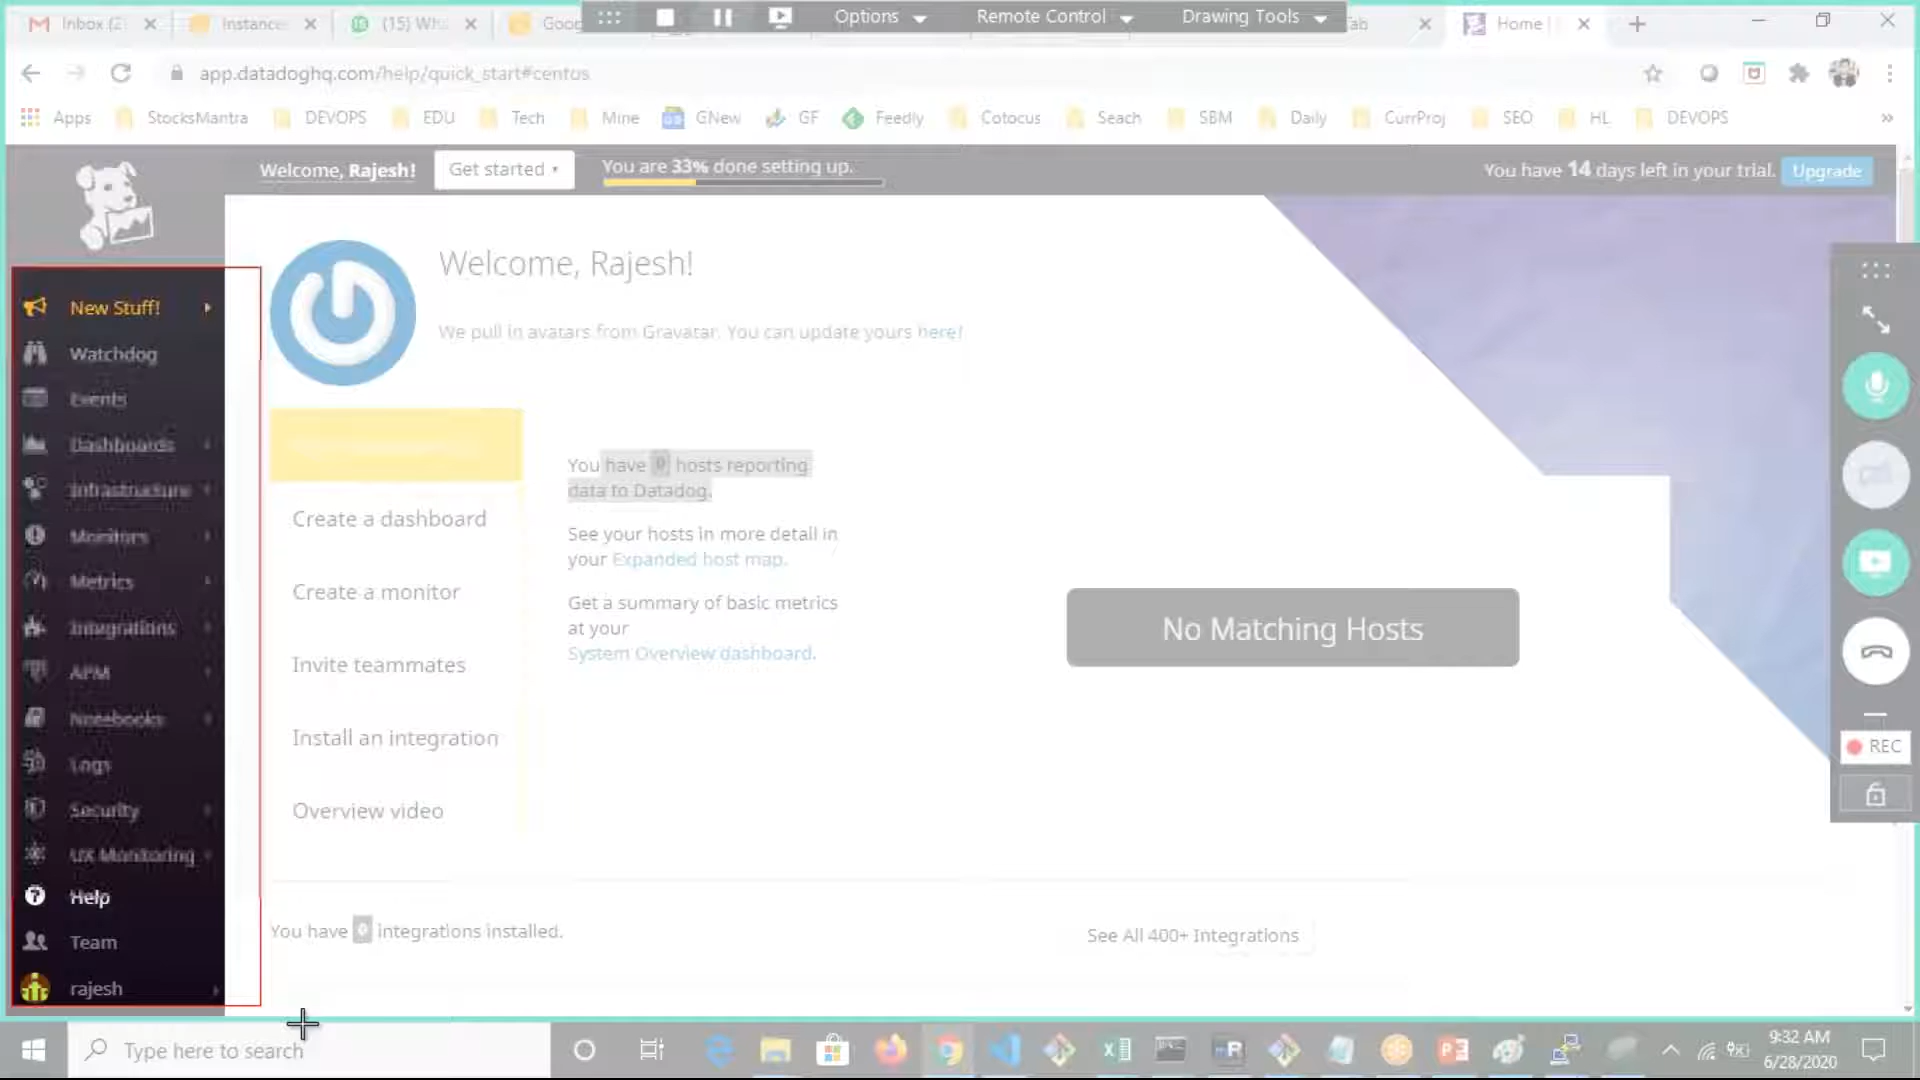 Options
Remote Control
Drawing Tools
Inbox (2
Instance
(15) Wha
Goog
Tab
Home |
app.datadoghq.com/help/quick_start#centos
Apps
StocksMantra
DEVOPS
EDU
Tech
Mine
GNew
GF
Feedly
Cotocus
Seach
SBM
Daily
CurrProj
SEO
HL
DEVOPS
»
Welcome, Rajesh!
Get started
You are 33% done setting up.
You have 14 days left in your trial.
Upgrade
New Stuff!
Watchdog
Events
Dashboards
Infrastructure
Monitors
Metrics
Integrations
APM
Notebooks
Logs
Security
UX Monitoring
Help
Team
rajesh
Welcome, Rajesh!
We pull in avatars from Gravatar. You can update yours here!
Create a dashboard
Create a monitor
Invite teammates
Install an integration
Overview video
You have 0 hosts reporting
data to Datadog.
See your hosts in more detail in
your Expanded host map.
Get a summary of basic metrics
at your
System Overview dashboard.
No Matching Hosts
You have 0 integrations installed.
See All 400+ Integrations
REC
Type here to search
9:32 AM
6/28/2020